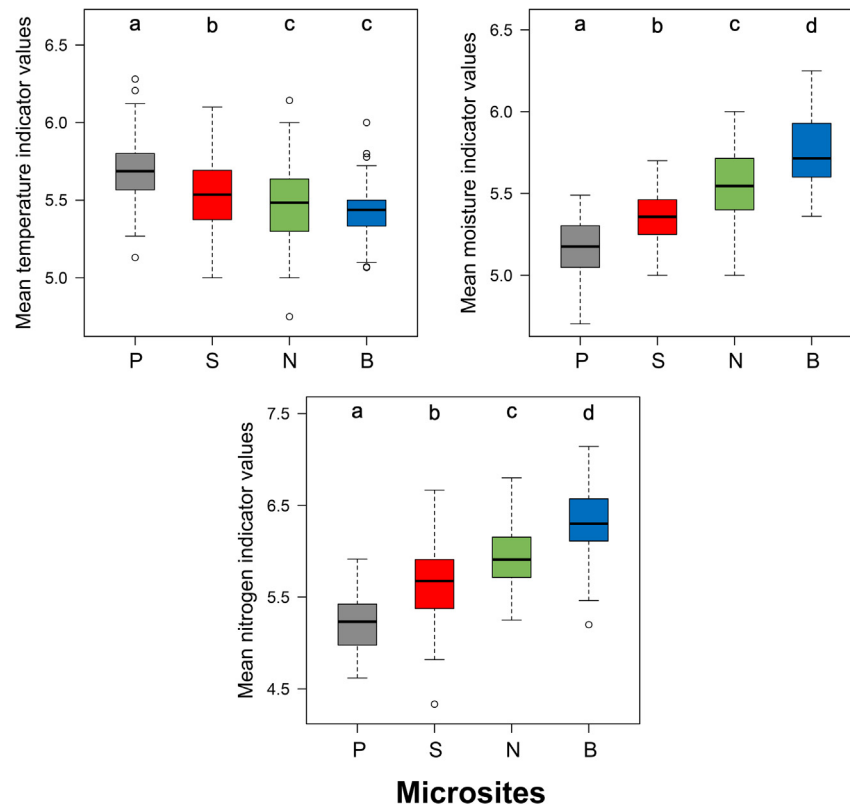 Mean temperature indicator values
6.5
6.0
5.5
5.0
a b c c
P S N B
Mean moisture indicator values
6.5
6.0
5.5
5.0
a b c d
P S N B
Mean nitrogen indicator values
7.5
6.5
5.5
4.5
a b c d
P S N B
Microsites